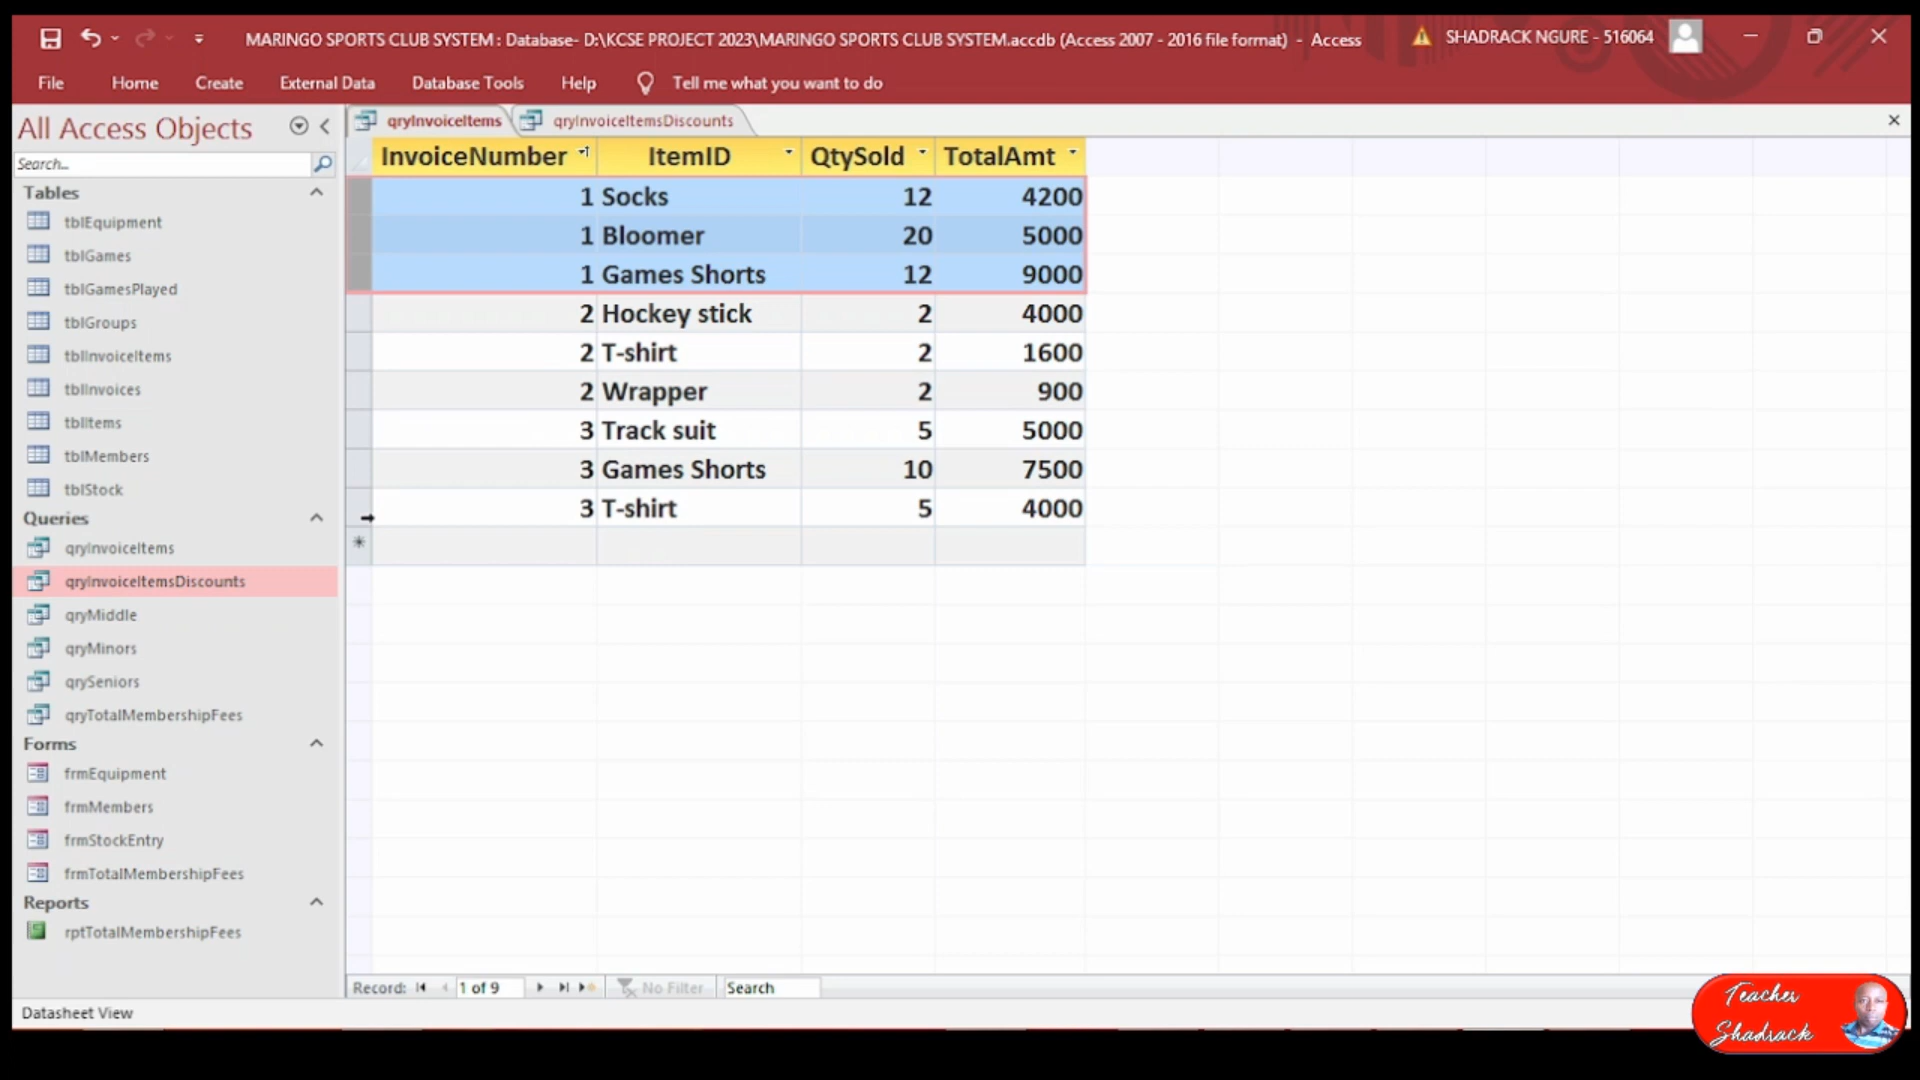 MARINGO SPORTS CLUB SYSTEM : Database- D:\KCSE PROJECT 2023\MARINGO SPORTS CLUB SYSTEM.accdb (Access 2007 - 2016 file format) - Access
SHADRACK NGURE - 516064
File Home Create External Data Database Tools Help Tell me what you want to do
All Access Objects
Search...
Tables
tblEquipment
tblGames
tblGamesPlayed
tblGroups
tblInvoiceItems
tblInvoices
tblItems
tblMembers
tblStock
Queries
qryInvoiceItems
qryInvoiceItemsDiscounts
qryMiddle
qryMinors
qrySeniors
qryTotalMembershipFees
Forms
frmEquipment
frmMembers
frmStockEntry
frmTotalMembershipFees
Reports
rptTotalMembershipFees
qryInvoiceItems qryInvoiceItemsDiscounts
InvoiceNumber ItemID QtySold TotalAmt
1 Socks 12 4200
1 Bloomer 20 5000
1 Games Shorts 12 9000
2 Hockey stick 2 4000
2 T-shirt 2 1600
2 Wrapper 2 900
3 Track suit 5 5000
3 Games Shorts 10 7500
3 T-shirt 5 4000
Record: 1 of 9 No Filter Search
Datasheet View
Teacher
Shadrack